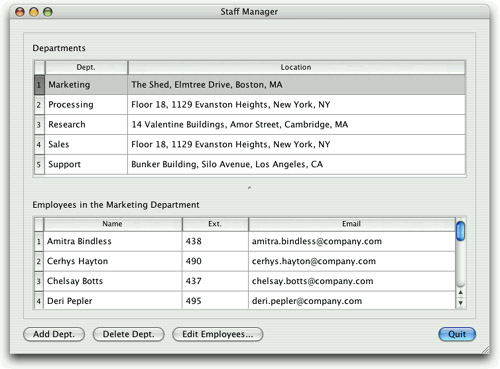 Staff Manager
Departments
Dept. Location
1 Marketing The Shed, Elmtree Drive, Boston, MA
2 Processing Floor 18, 1129 Evanston Heights, New York, NY
3 Research 14 Valentine Buildings, Amor Street, Cambridge, MA
4 Sales Floor 18, 1129 Evanston Heights, New York, NY
5 Support Bunker Building, Silo Avenue, Los Angeles, CA
Employees in the Marketing Department
Name Ext. Email
1 Amitra Bindless 438 amitra.bindless@company.com
2 Cerhys Hayton 490 cerhys.hayton@company.com
3 Chelsay Botts 437 chelsay.botts@company.com
4 Deri Pepler 495 deri.pepler@company.com
Add Dept. Delete Dept. Edit Employees... Quit